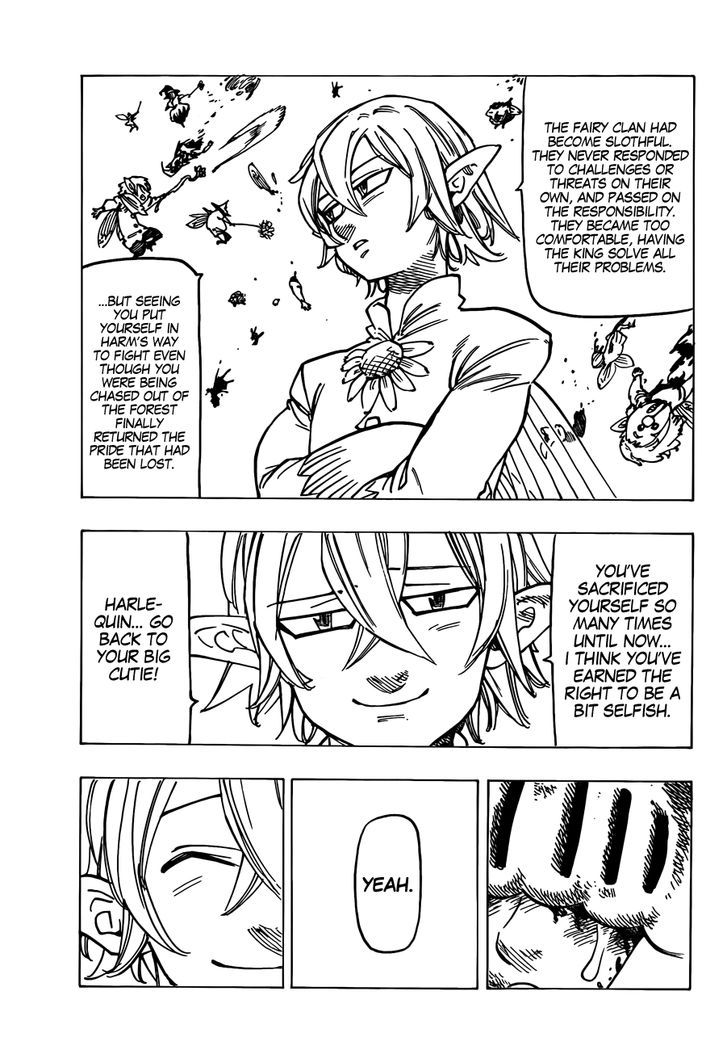 THE FAIRY CLAN HAD
BECOME SLOTHFUL.
THEY NEVER RESPONDED
TO CHALLENGES OR
THREATS ON THEIR
OWN, AND PASSED ON
THE RESPONSIBILITY.
THEY BECAME TOO
COMFORTABLE, HAVING
THE KING SOLVE ALL
THEIR PROBLEMS.
...BUT SEEING
YOU PUT
YOURSELF IN
HARM'S WAY
TO FIGHT EVEN
THOUGH YOU
WERE BEING
CHASED OUT OF
THE FOREST
FINALLY
RETURNED THE
PRIDE THAT HAD
BEEN LOST.
YOU'VE
SACRIFICED
YOURSELF SO
MANY TIMES
UNTIL NOW...
I THINK YOU'VE
EARNED THE
RIGHT TO BE A
BIT SELFISH.
HARLE-
QUIN... GO
BACK TO
YOUR BIG
CUTIE!
YEAH.